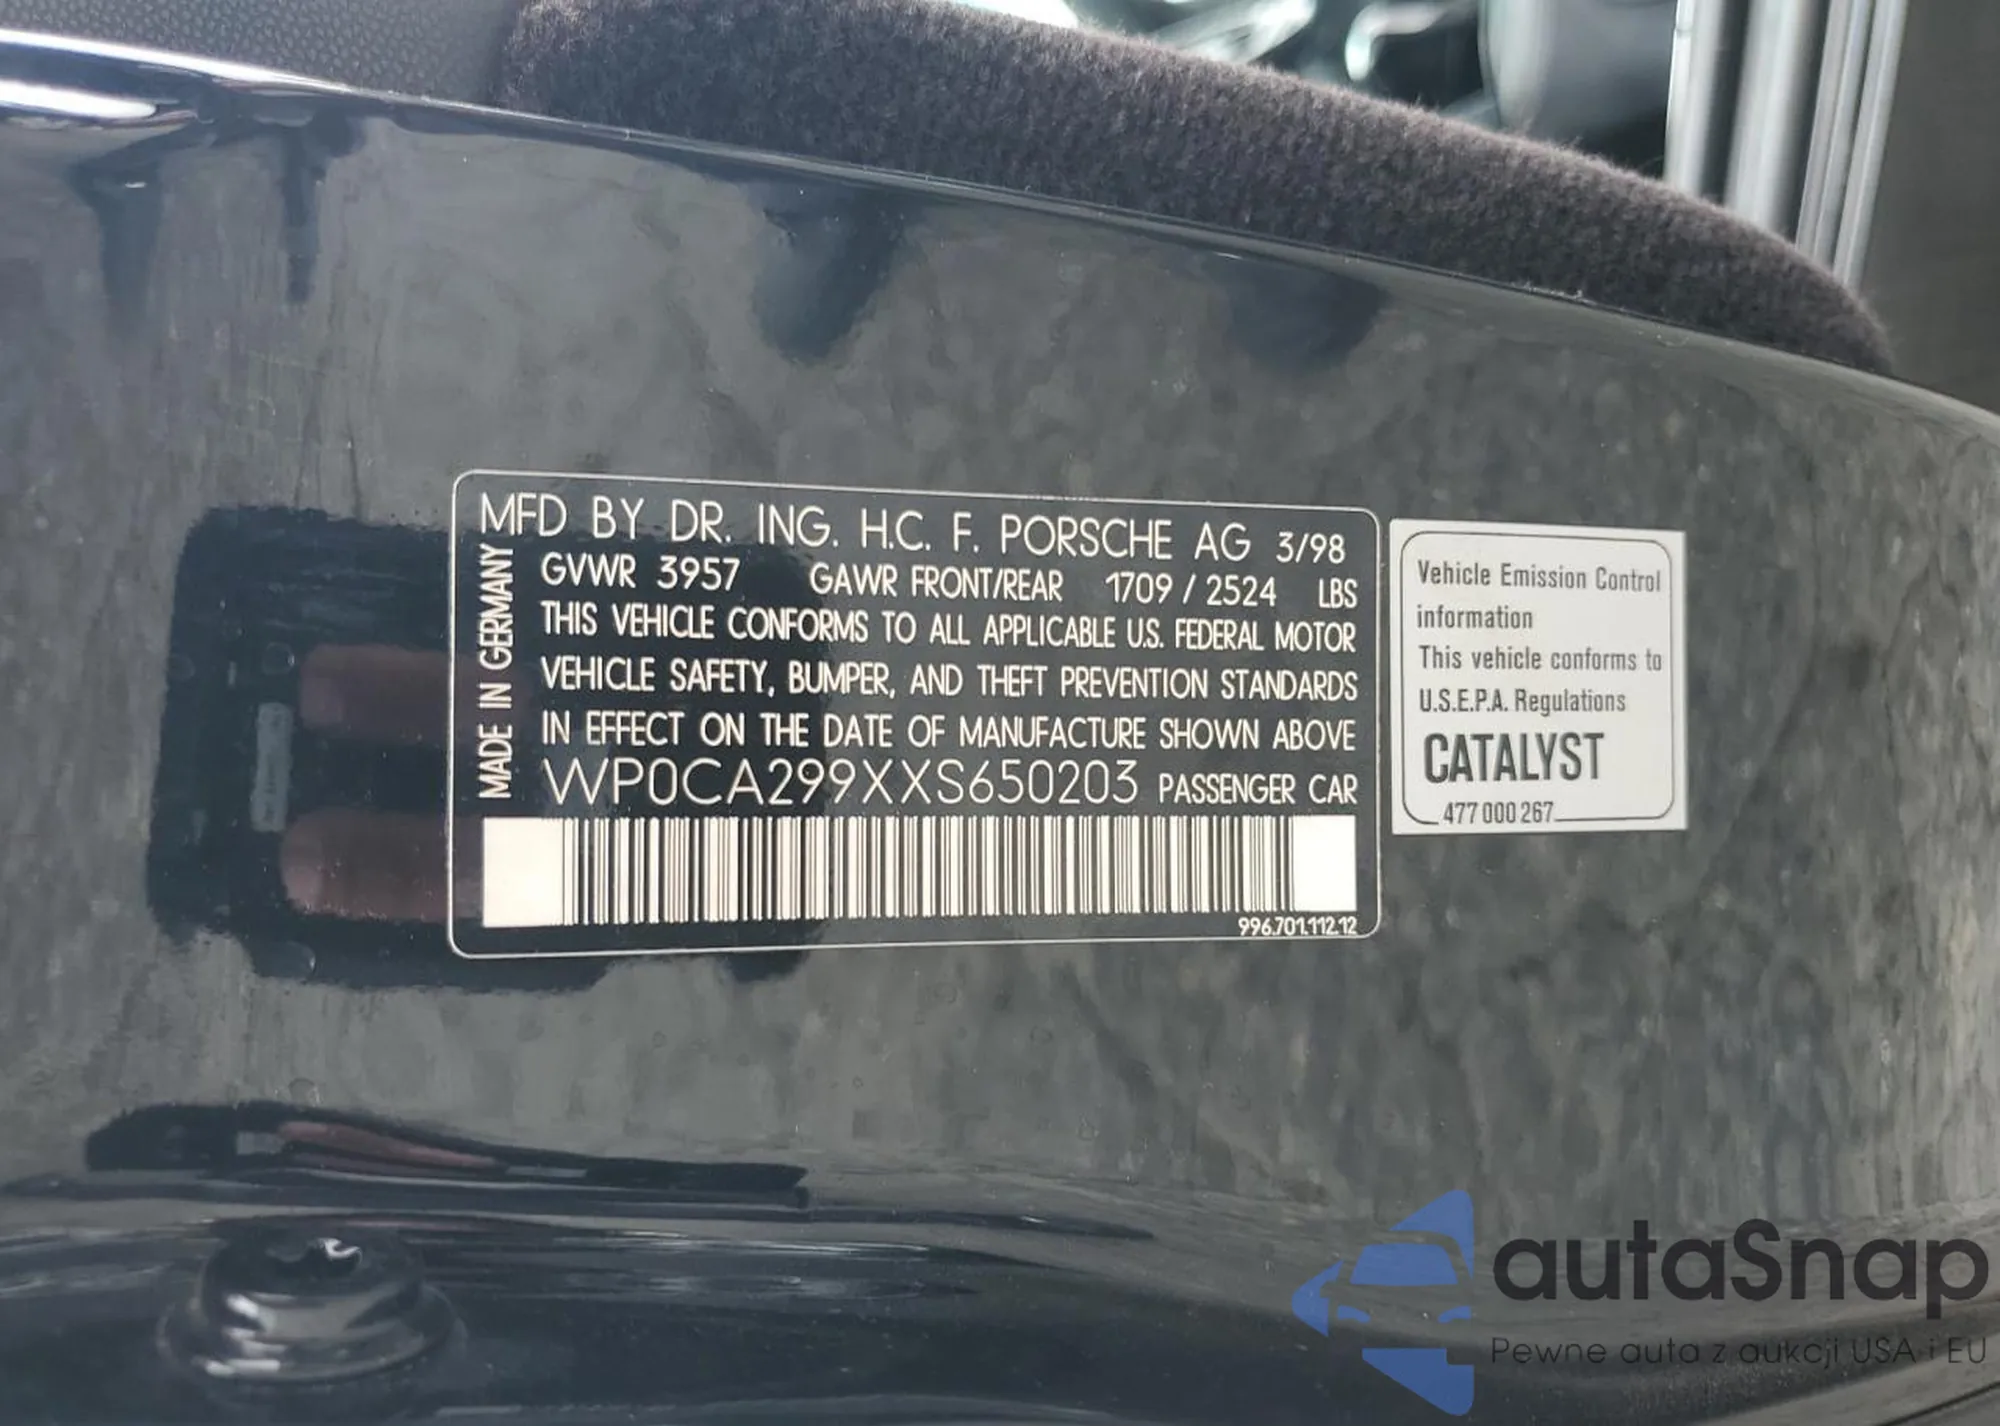 MFD BY DR. ING. H.C. F. PORSCHE AG 3/98
GVWR 3957 GAWR FRONT/REAR 1709 / 2524 LBS
THIS VEHICLE CONFORMS TO ALL APPLICABLE U.S. FEDERAL MOTOR
VEHICLE SAFETY, BUMPER, AND THEFT PREVENTION STANDARDS
IN EFFECT ON THE DATE OF MANUFACTURE SHOWN ABOVE
WP0CA299XXS650203 PASSENGER CAR
996.701.112.12
MADE IN GERMANY
Vehicle Emission Control
information
This vehicle conforms to
U.S.E.P.A. Regulations
CATALYST
477 000 267
autaSnap
Pewne auta z aukcji USA i EU